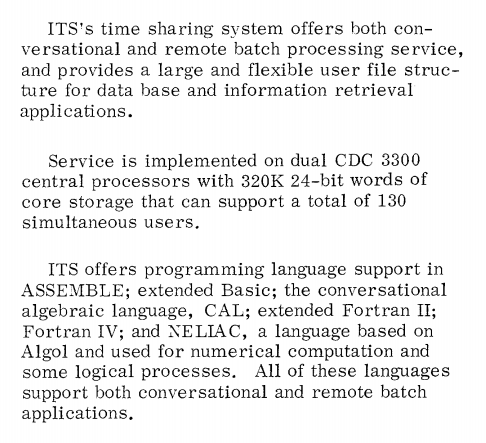 ITS's time sharing system offers both con-
versational and remote batch processing service,
and provides a large and flexible user file struc-
ture for data base and information retrieval
applications.
Service is implemented on dual CDC 3300
central processors with 320K 24-bit words of
core storage that can support a total of 130
simultaneous users.
ITS offers programming language support in
ASSEMBLE; extended Basic; the conversational
algebraic language, CAL; extended Fortran II;
Fortran IV; and NELIAC, a language based on
Algol and used for numerical computation and
some logical processes. All of these languages
support both conversational and remote batch
applications.